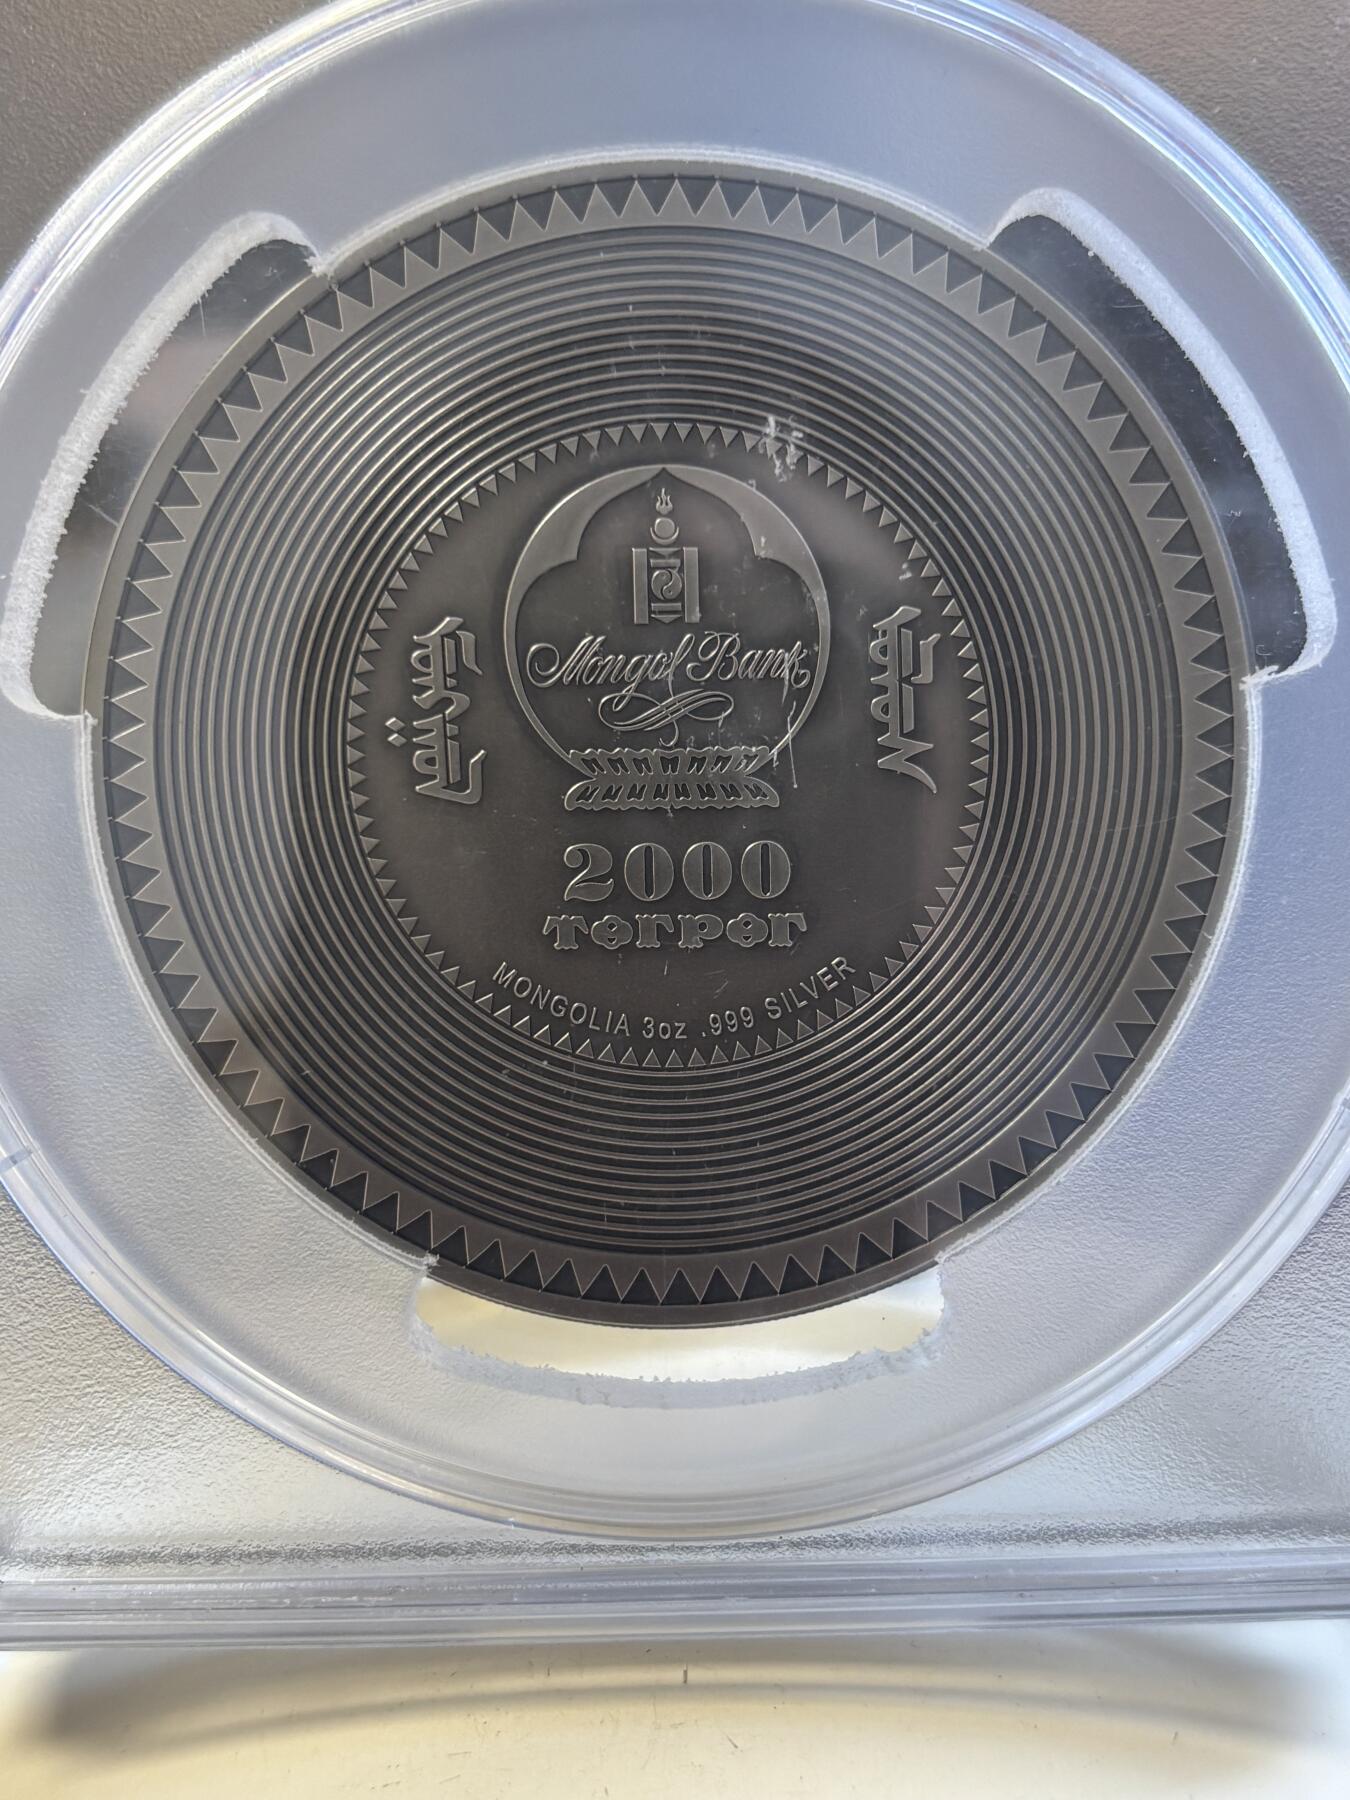 Mongol Bank
2000
ТӨГРӨГ
MONGOLIA 3oz .999 SILVER